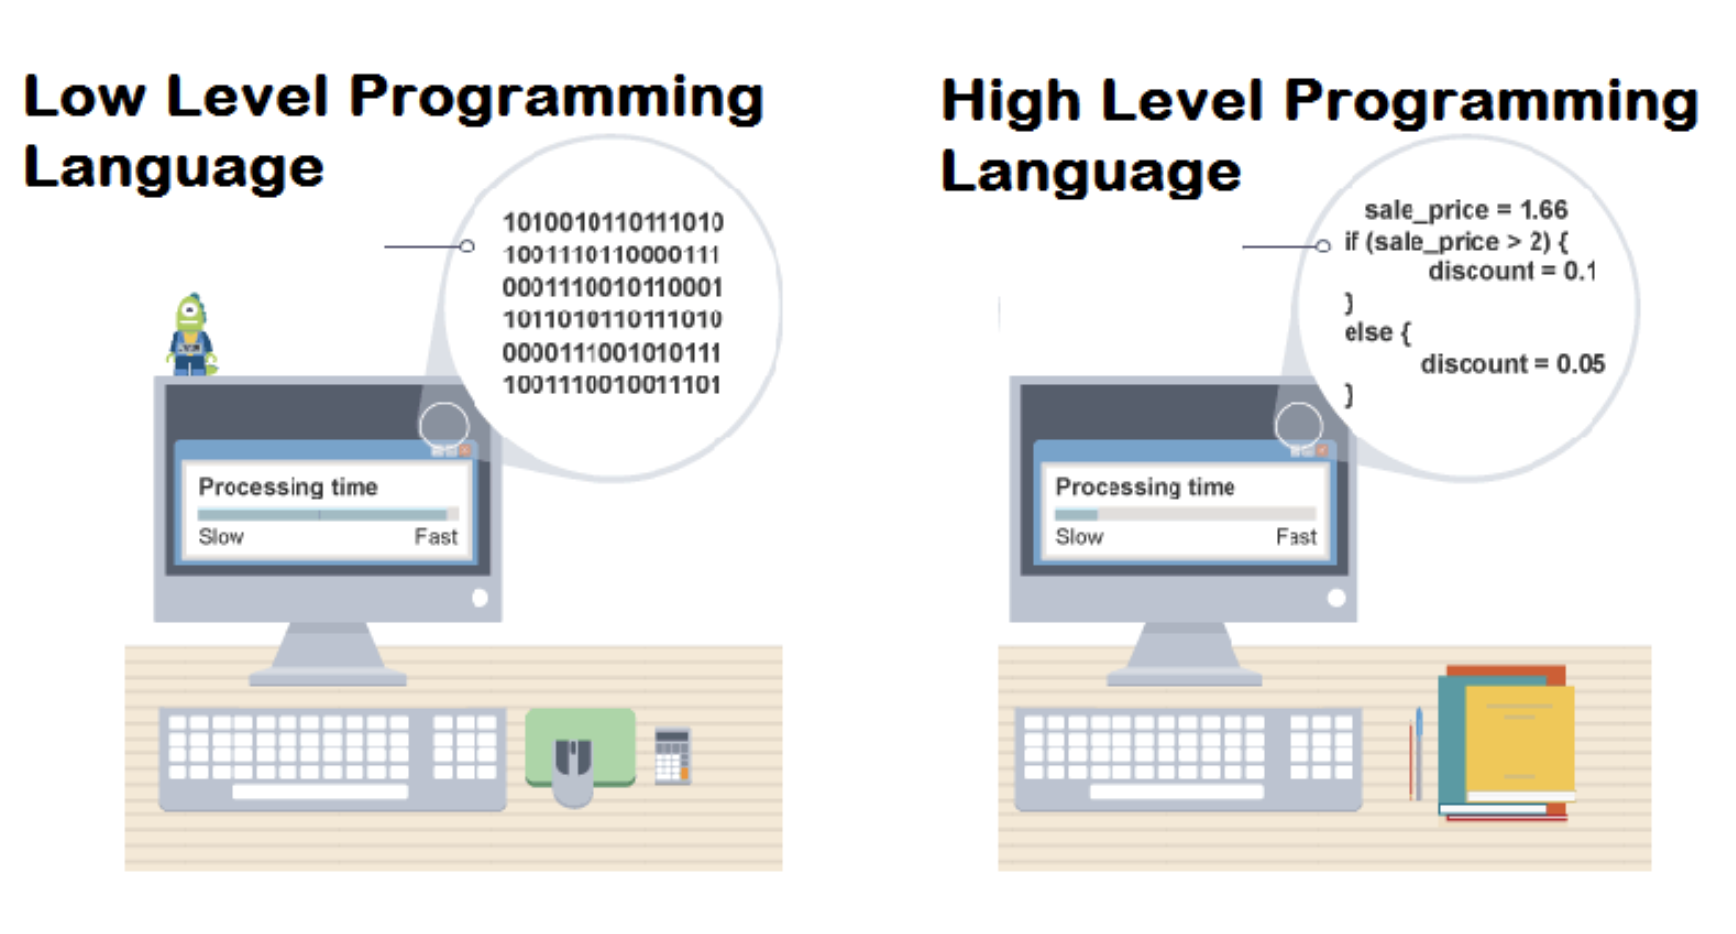 Low Level Programming
Language
1010010110111010
1001110110000111
0001110010110001
1011010110111010
0000111001010111
1001110010011101
Processing time
Slow Fast
High Level Programming
Language
sale_price = 1.66
if (sale_price > 2) {
discount = 0.1
}
else {
discount = 0.05
}
Processing time
Slow Fast